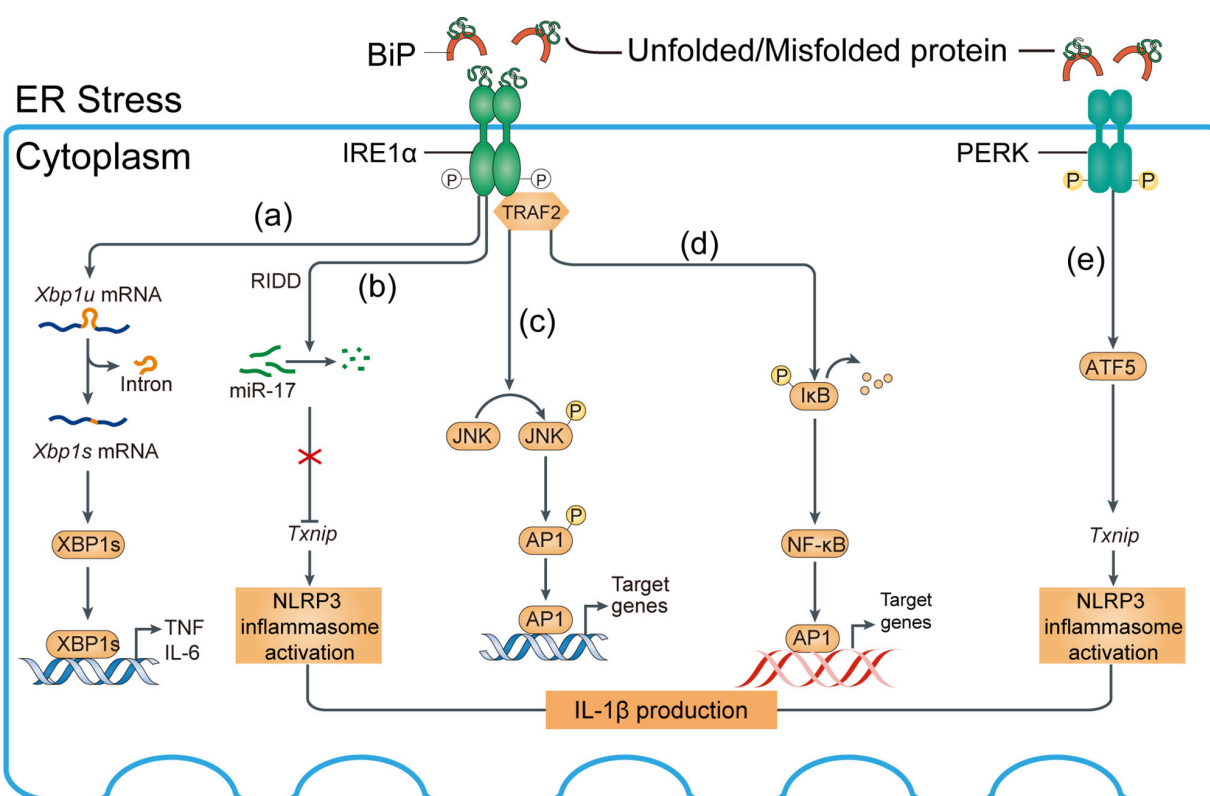 BiP
Unfolded/Misfolded protein
ER Stress
Cytoplasm
IRE1α
PERK
P
P
P
P
TRAF2
(a)
(b)
(c)
(d)
(e)
Xbp1u mRNA
Intron
Xbp1s mRNA
XBP1s
XBP1s
TNF
IL-6
RIDD
miR-17
Txnip
NLRP3
inflammasome
activation
JNK
JNK
P
AP1
P
AP1
Target
genes
P
IκB
NF-κB
AP1
Target
genes
ATF5
Txnip
NLRP3
inflammasome
activation
IL-1β production